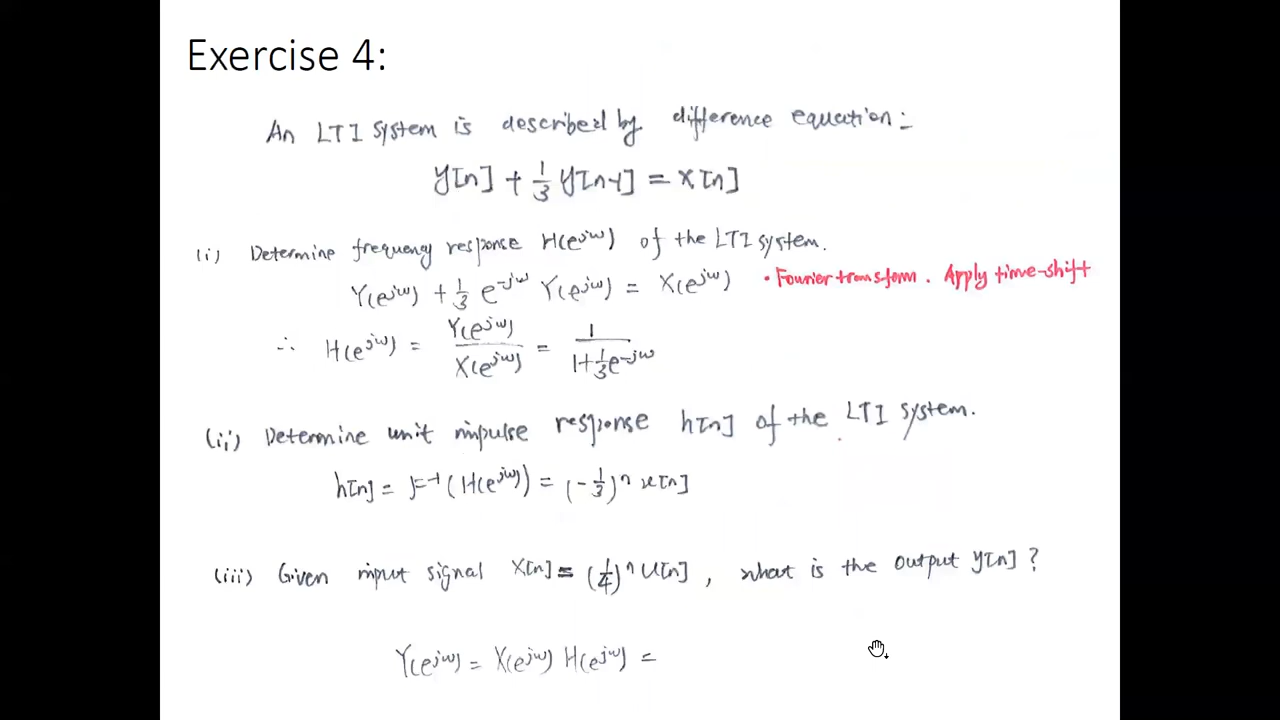 Exercise 4:
An LTI system is described by difference equation:
y[n] + 1/3 y[n-1] = x[n]
(i) Determine frequency response H(e^jω) of the LTI system.
Y(e^jω) + 1/3 e^-jω Y(e^jω) = X(e^jω) • Fourier transform. Apply time-shift
∴ H(e^jω) = Y(e^jω)/X(e^jω) = 1/(1+1/3 e^-jω)
(ii) Determine unit impulse response h[n] of the LTI system.
h[n] = F^-1(H(e^jω)) = (-1/3)^n u[n]
(iii) Given input signal x[n] = (1/4)^n u[n], what is the output y[n]?
Y(e^jω) = X(e^jω) H(e^jω) =